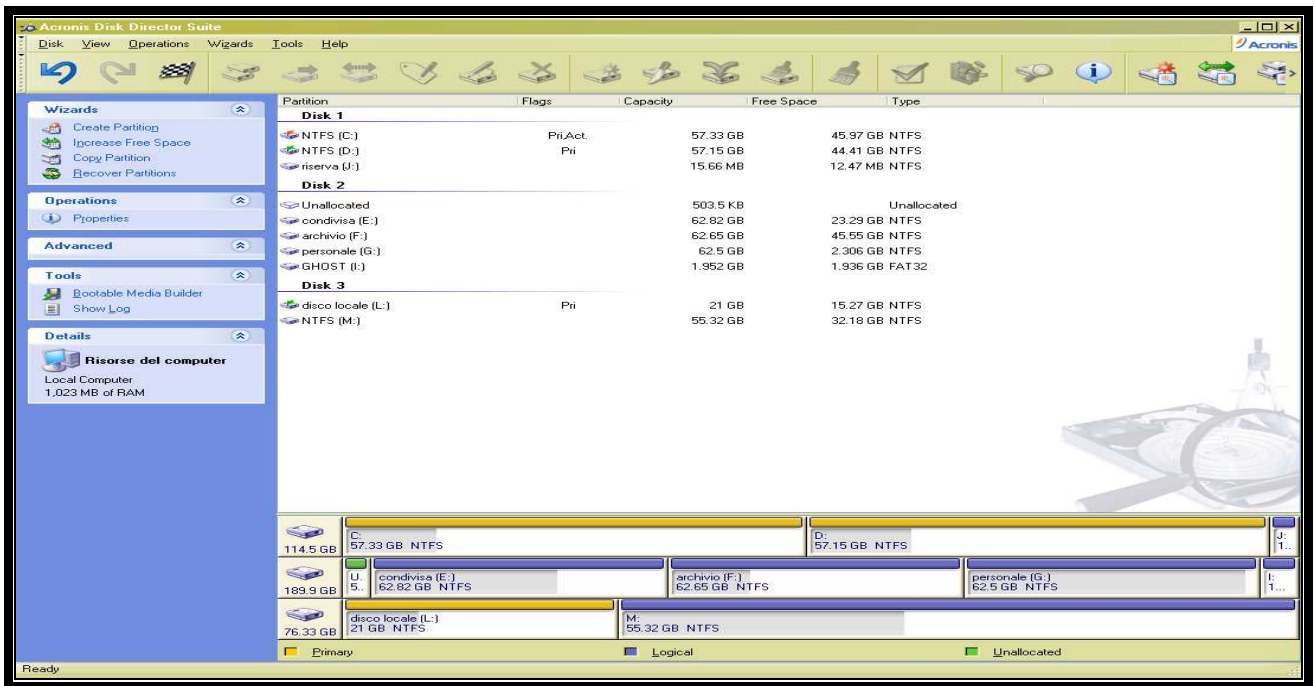 Acronis Disk Director Suite
Disk View Operations Wizards Tools Help
Acronis
Wizards
Create Partition
Increase Free Space
Copy Partition
Recover Partitions
Operations
Properties
Advanced
Tools
Bootable Media Builder
Show Log
Details
Risorse del computer
Local Computer
1,023 MB of RAM
Partition Flags Capacity Free Space Type
Disk 1
NTFS (C:) Pri,Act. 57.33 GB 45.97 GB NTFS
NTFS (D:) Pri 57.15 GB 44.41 GB NTFS
riserva (J:) 15.66 MB 12.47 MB NTFS
Disk 2
Unallocated 503.5 KB Unallocated
condivisa (E:) 62.82 GB 23.29 GB NTFS
archivio (F:) 62.65 GB 45.55 GB NTFS
personale (G:) 62.5 GB 2.306 GB NTFS
GHOST (I:) 1.952 GB 1.936 GB FAT32
Disk 3
disco locale (L:) Pri 21 GB 15.27 GB NTFS
NTFS (M:) 55.32 GB 32.18 GB NTFS
C: D: J:
114.5 GB 57.33 GB NTFS 57.15 GB NTFS 1..
U. condivisa (E:) archivio (F:) personale (G:) I:
189.9 GB 5.. 62.82 GB NTFS 62.65 GB NTFS 62.5 GB NTFS 1...
disco locale (L:) M:
76.33 GB 21 GB NTFS 55.32 GB NTFS
Primary Logical Unallocated
Ready